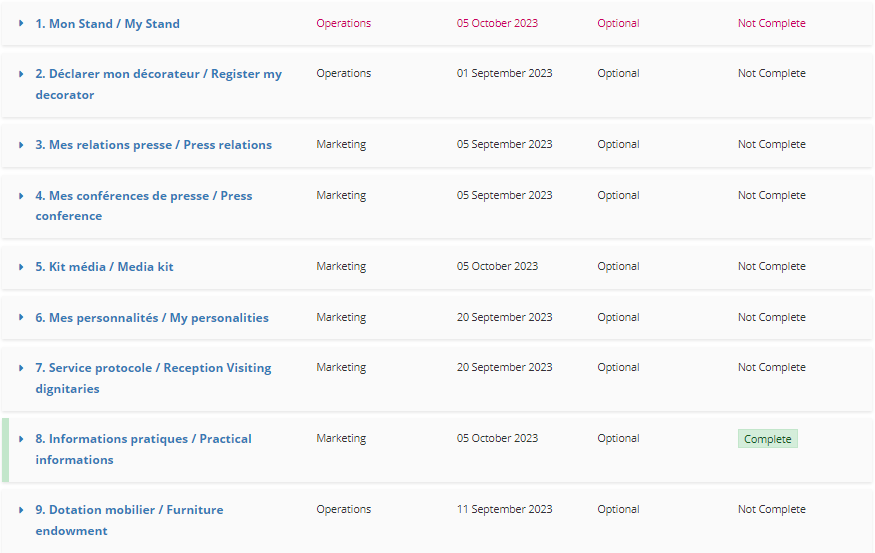 1. Mon Stand / My Stand Operations 05 October 2023 Optional Not Complete
2. Déclarer mon décorateur / Register my Operations 01 September 2023 Optional Not Complete
decorator
3. Mes relations presse / Press relations Marketing 05 September 2023 Optional Not Complete
4. Mes conférences de presse / Press Marketing 05 September 2023 Optional Not Complete
conference
5. Kit média / Media kit Marketing 05 October 2023 Optional Not Complete
6. Mes personnalités / My personalities Marketing 20 September 2023 Optional Not Complete
7. Service protocole / Reception Visiting Marketing 20 September 2023 Optional Not Complete
dignitaries
8. Informations pratiques / Practical Marketing 05 October 2023 Optional Complete
informations
9. Dotation mobilier / Furniture Operations 11 September 2023 Optional Not Complete
endowment